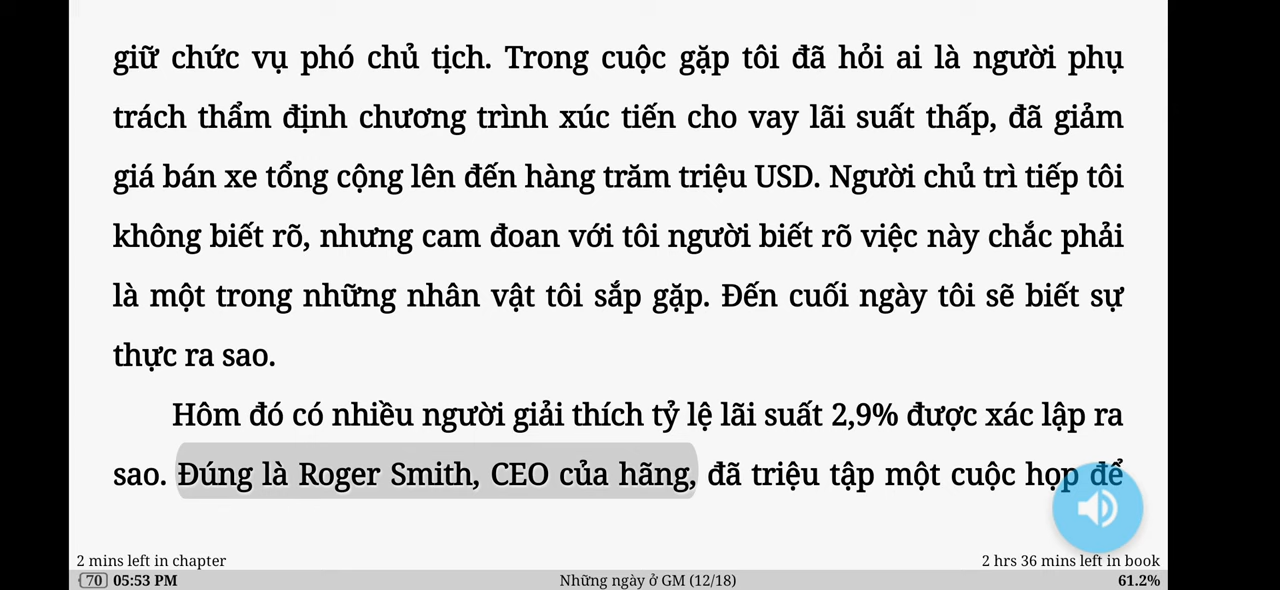 giữ chức vụ phó chủ tịch. Trong cuộc gặp tôi đã hỏi ai là người phụ
trách thẩm định chương trình xúc tiến cho vay lãi suất thấp, đã giảm
giá bán xe tổng cộng lên đến hàng trăm triệu USD. Người chủ trì tiếp tôi
không biết rõ, nhưng cam đoan với tôi người biết rõ việc này chắc phải
là một trong những nhân vật tôi sắp gặp. Đến cuối ngày tôi sẽ biết sự
thực ra sao.
Hôm đó có nhiều người giải thích tỷ lệ lãi suất 2,9% được xác lập ra
sao. Đúng là Roger Smith, CEO của hãng, đã triệu tập một cuộc họp để
2 mins left in chapter
2 hrs 36 mins left in book
70 05:53 PM
Những ngày ở GM (12/18)
61.2%